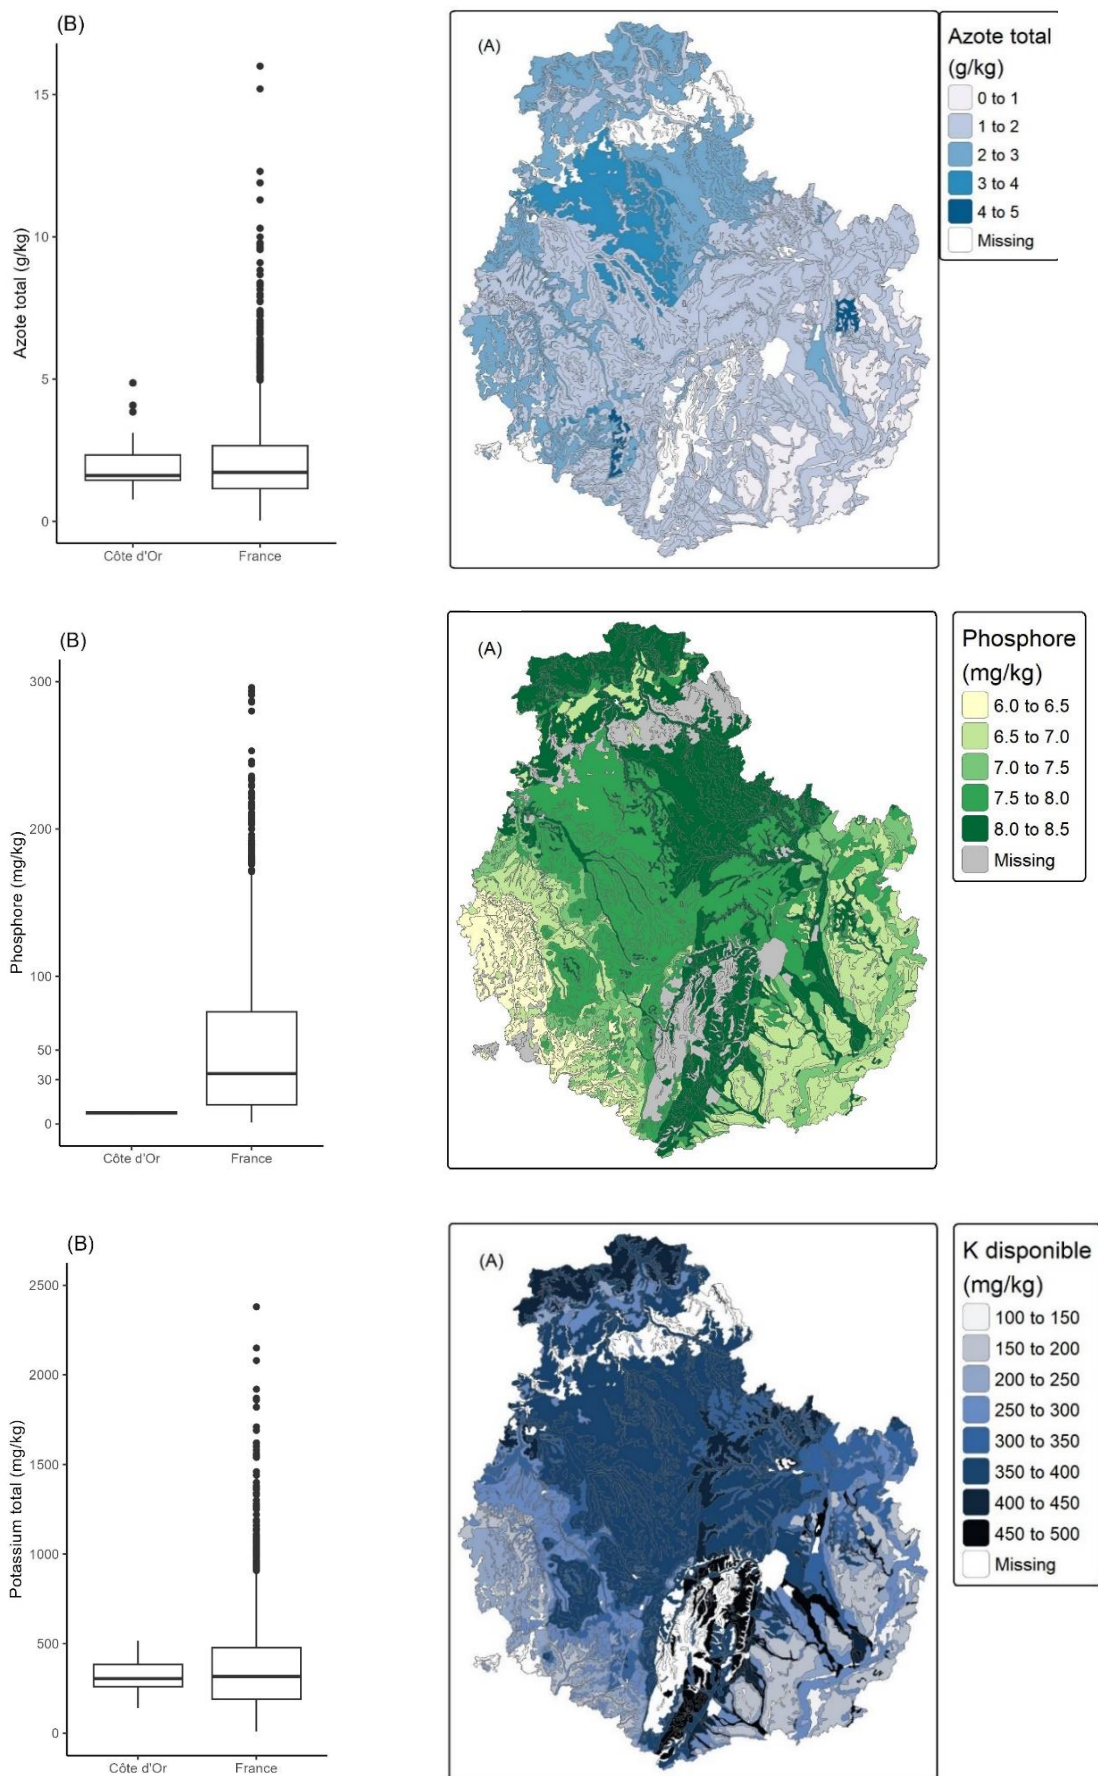 (B)
15
10
5
0
Azote total (g/kg)
Côte d'Or
France
(A)
Azote total
(g/kg)
0 to 1
1 to 2
2 to 3
3 to 4
4 to 5
Missing
(B)
300
200
100
50
30
0
Phosphore (mg/kg)
Côte d'Or
France
(A)
Phosphore
(mg/kg)
6.0 to 6.5
6.5 to 7.0
7.0 to 7.5
7.5 to 8.0
8.0 to 8.5
Missing
(B)
2500
2000
1500
1000
500
0
Potassium total (mg/kg)
Côte d'Or
France
(A)
K disponible
(mg/kg)
100 to 150
150 to 200
200 to 250
250 to 300
300 to 350
350 to 400
400 to 450
450 to 500
Missing